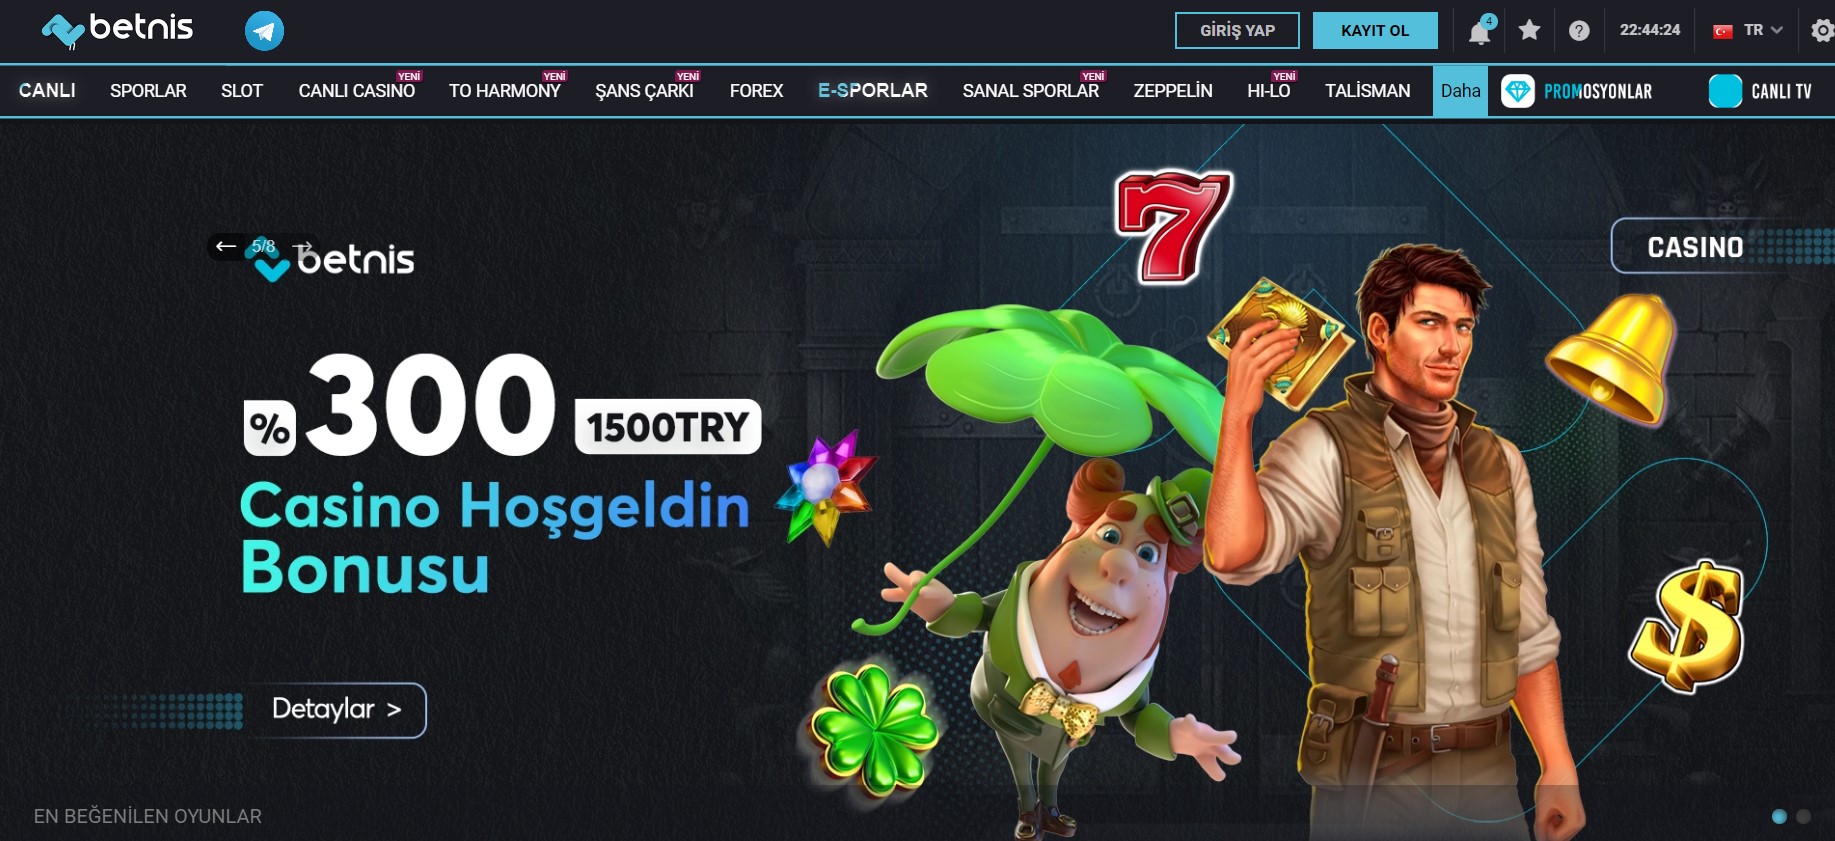 betnis
GİRİŞ YAP
KAYIT OL
4
22:44:24
TR
CANLI
SPORLAR
SLOT
CANLI CASINO
YENİ
TO HARMONY
YENİ
ŞANS ÇARKI
YENİ
FOREX
E-SPORLAR
SANAL SPORLAR
YENİ
ZEPPELİN
HI-LO
YENİ
TALİSMAN
Daha
PROMOSYONLAR
CANLI TV
5/8
betnis
7
CASINO
%300 1500TRY
Casino Hoşgeldin
Bonusu
$
Detaylar >
EN BEĞENİLEN OYUNLAR